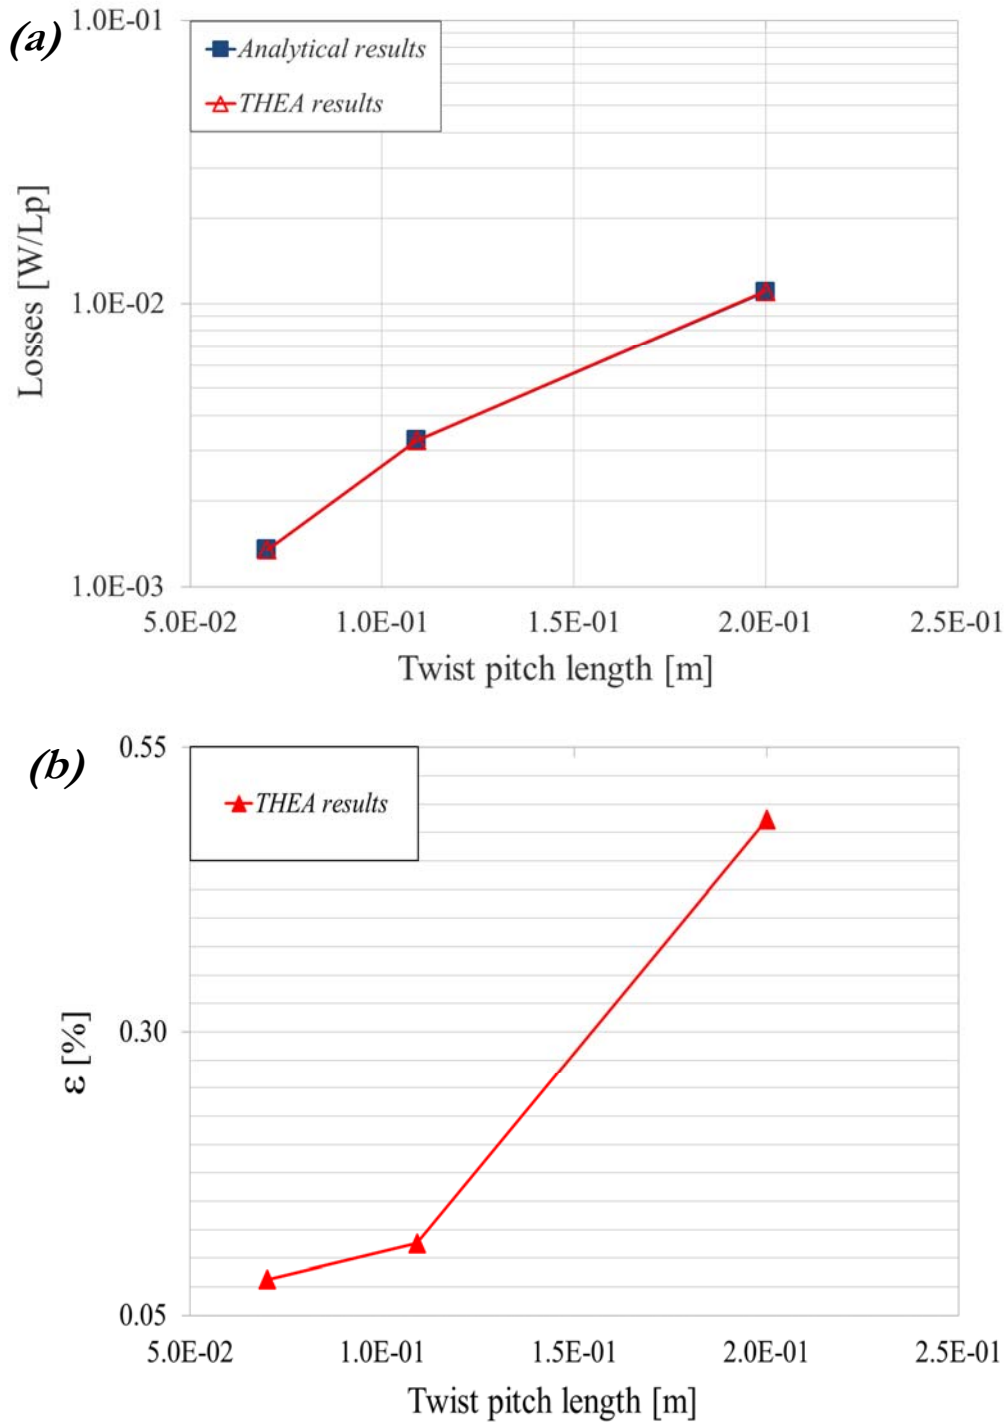 (a)
1.0E-01
Analytical results
THEA results
Losses [W/Lp]
1.0E-02
1.0E-03
5.0E-02 1.0E-01 1.5E-01 2.0E-01 2.5E-01
Twist pitch length [m]
(b)
0.55
THEA results
ε [%]
0.30
0.05
5.0E-02 1.0E-01 1.5E-01 2.0E-01 2.5E-01
Twist pitch length [m]